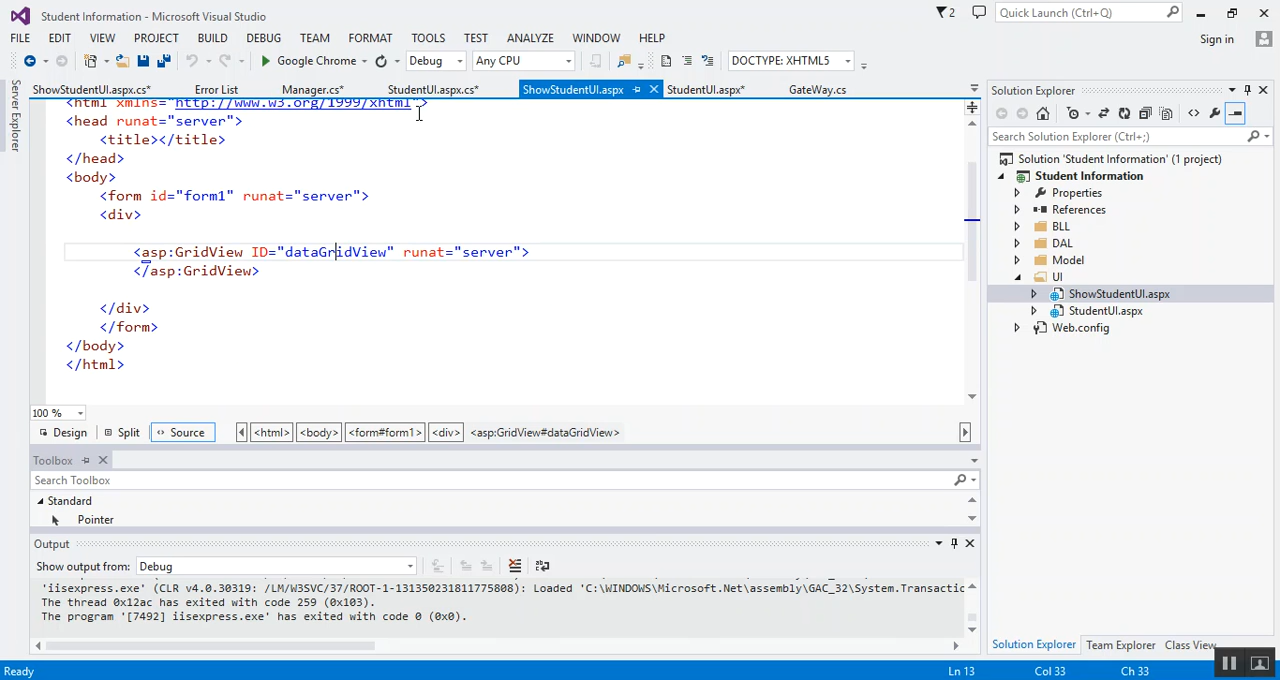 Student Information - Microsoft Visual Studio
2
Quick Launch (Ctrl+Q)
FILE EDIT VIEW PROJECT BUILD DEBUG TEAM FORMAT TOOLS TEST ANALYZE WINDOW HELP
Sign in
Google Chrome Debug Any CPU DOCTYPE: XHTML5
Server Explorer
ShowStudentUI.aspx.cs* Error List Manager.cs* StudentUI.aspx.cs* ShowStudentUI.aspx StudentUI.aspx* GateWay.cs
<html xmlns="http://www.w3.org/1999/xhtml">
<head runat="server">
<title></title>
</head>
<body>
<form id="form1" runat="server">
<div>
<asp:GridView ID="dataGridView" runat="server">
</asp:GridView>
</div>
</form>
</body>
</html>
100 %
Design Split Source <html> <body> <form#form1> <div> <asp:GridView#dataGridView>
Toolbox
Search Toolbox
Standard
Pointer
Output
Show output from: Debug
'iisexpress.exe' (CLR v4.0.30319: /LM/W3SVC/37/ROOT-1-131350231811775808): Loaded 'C:\WINDOWS\Microsoft.Net\assembly\GAC_32\System.Transactio
The thread 0x12ac has exited with code 259 (0x103).
The program '[7492] iisexpress.exe' has exited with code 0 (0x0).
Solution Explorer
Search Solution Explorer (Ctrl+;)
Solution 'Student Information' (1 project)
Student Information
Properties
References
BLL
DAL
Model
UI
ShowStudentUI.aspx
StudentUI.aspx
Web.config
Solution Explorer Team Explorer Class View
Ready Ln 13 Col 33 Ch 33